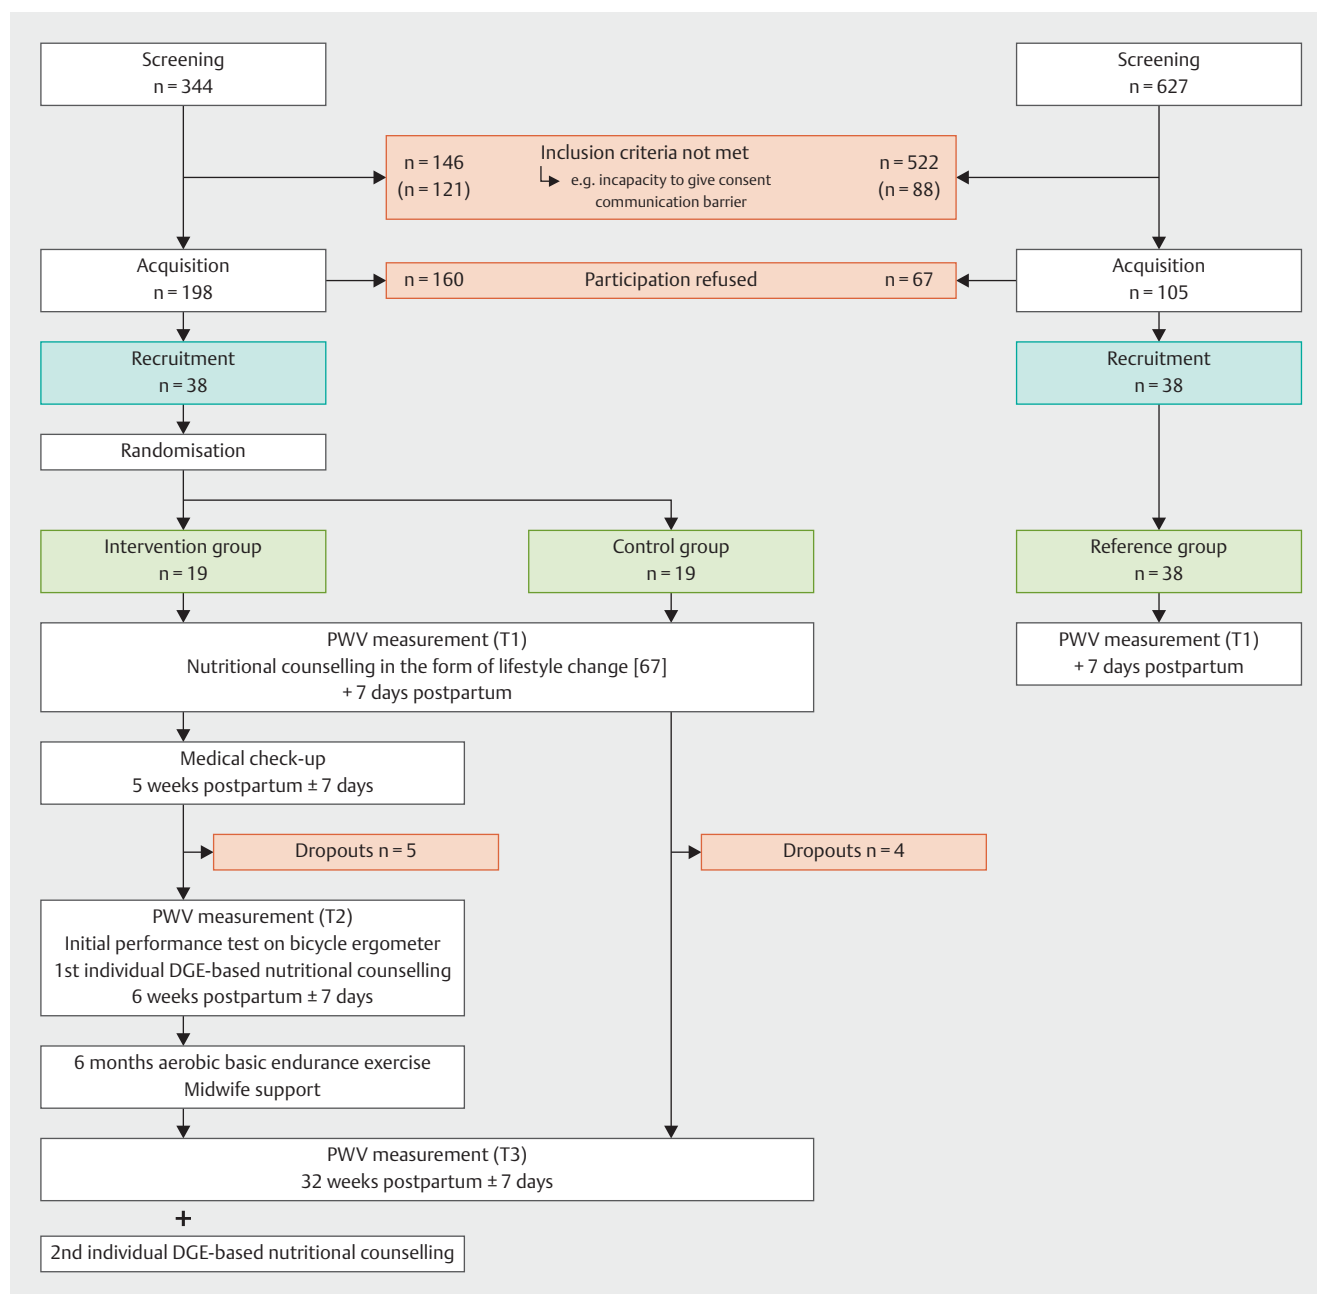 Screening
n = 344
Screening
n = 627
n = 146
(n = 121)
Inclusion criteria not met
e.g. incapacity to give consent
communication barrier
n = 522
(n = 88)
Acquisition
n = 198
n = 160 Participation refused n = 67
Acquisition
n = 105
Recruitment
n = 38
Recruitment
n = 38
Randomisation
Intervention group
n = 19
Control group
n = 19
Reference group
n = 38
PWV measurement (T1)
Nutritional counselling in the form of lifestyle change [67]
+ 7 days postpartum
PWV measurement (T1)
+ 7 days postpartum
Medical check-up
5 weeks postpartum ± 7 days
Dropouts n = 5
Dropouts n = 4
PWV measurement (T2)
Initial performance test on bicycle ergometer
1st individual DGE-based nutritional counselling
6 weeks postpartum ± 7 days
6 months aerobic basic endurance exercise
Midwife support
PWV measurement (T3)
32 weeks postpartum ± 7 days
+
2nd individual DGE-based nutritional counselling